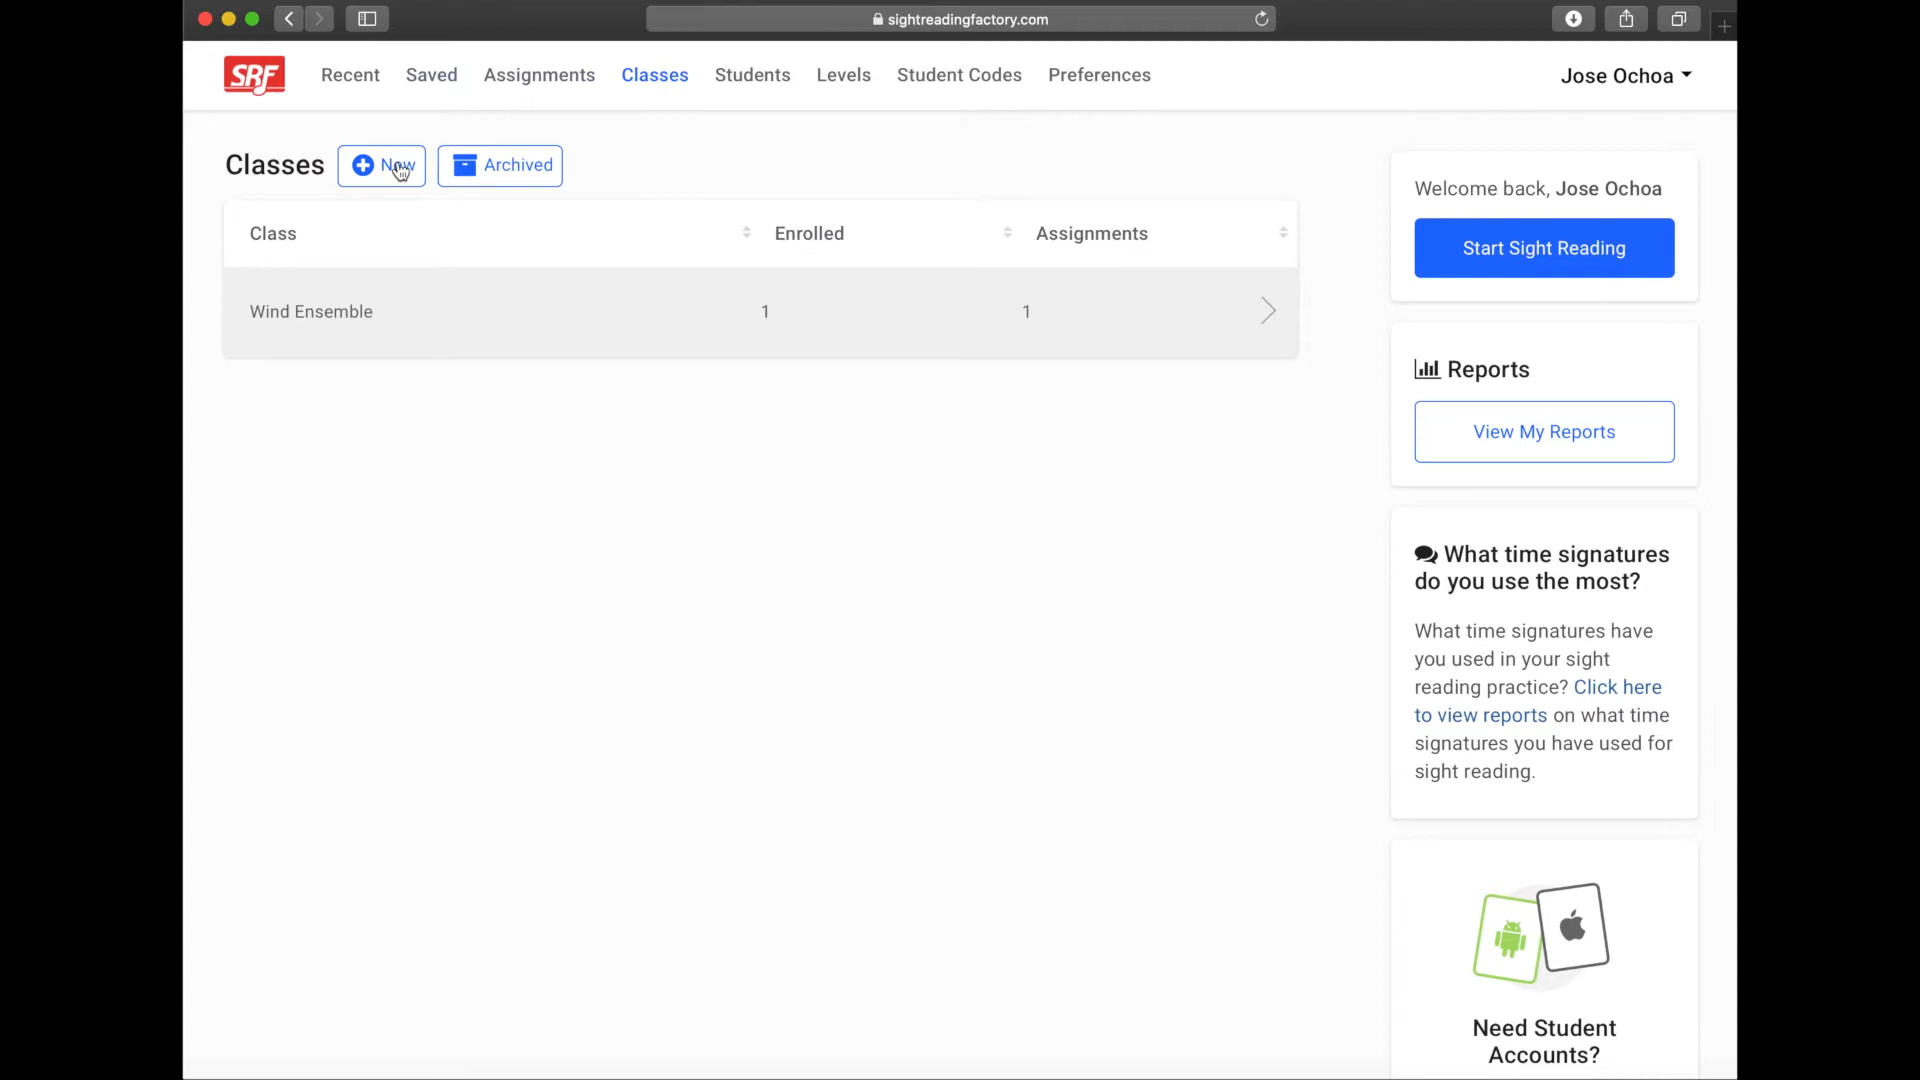 sightreadingfactory.com
SRF
Recent Saved Assignments Classes Students Levels Student Codes Preferences
Jose Ochoa
Classes
New
Archived
Class Enrolled Assignments
Wind Ensemble 1 1
Welcome back, Jose Ochoa
Start Sight Reading
Reports
View My Reports
What time signatures
do you use the most?
What time signatures have
you used in your sight
reading practice? Click here
to view reports on what time
signatures you have used for
sight reading.
Need Student
Accounts?